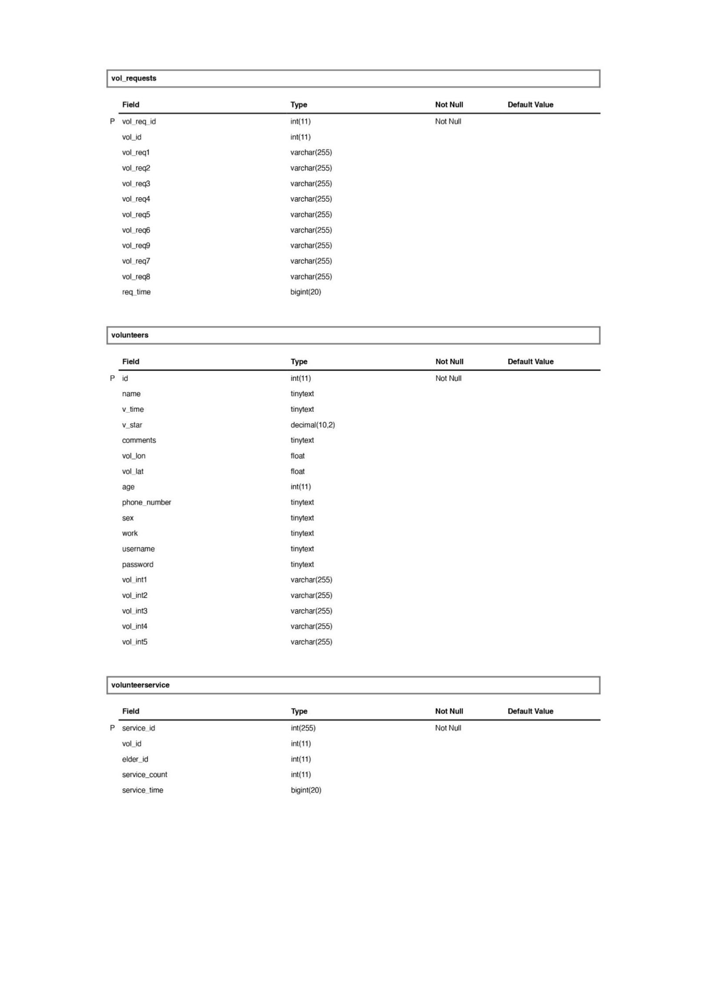 vol_requests
Field Type Not Null Default Value
P vol_req_id int(11) Not Null
vol_id int(11)
vol_req1 varchar(255)
vol_req2 varchar(255)
vol_req3 varchar(255)
vol_req4 varchar(255)
vol_req5 varchar(255)
vol_req6 varchar(255)
vol_req9 varchar(255)
vol_req7 varchar(255)
vol_req8 varchar(255)
req_time bigint(20)
volunteers
Field Type Not Null Default Value
P id int(11) Not Null
name tinytext
v_time tinytext
v_star decimal(10,2)
comments tinytext
vol_lon float
vol_lat float
age int(11)
phone_number tinytext
sex tinytext
work tinytext
username tinytext
password tinytext
vol_int1 varchar(255)
vol_int2 varchar(255)
vol_int3 varchar(255)
vol_int4 varchar(255)
vol_int5 varchar(255)
volunteerservice
Field Type Not Null Default Value
P service_id int(255) Not Null
vol_id int(11)
elder_id int(11)
service_count int(11)
service_time bigint(20)